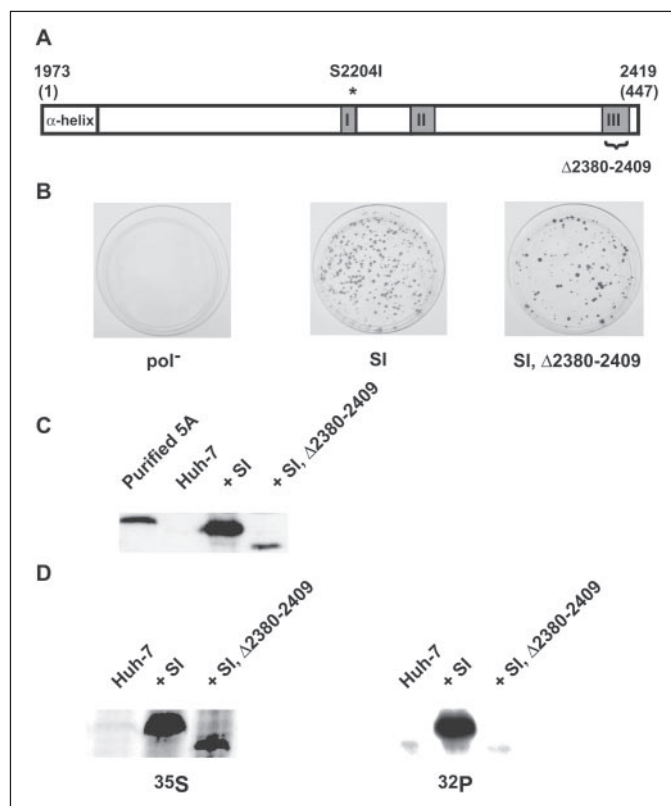 A
1973 S2204I 2419
(1) * (447)
α-helix I II III
Δ2380-2409
B
pol⁻ SI SI, Δ2380-2409
C
Purified 5A Huh-7 + SI + SI, Δ2380-2409
D
Huh-7 + SI + SI, Δ2380-2409 Huh-7 + SI + SI, Δ2380-2409
³⁵S ³²P